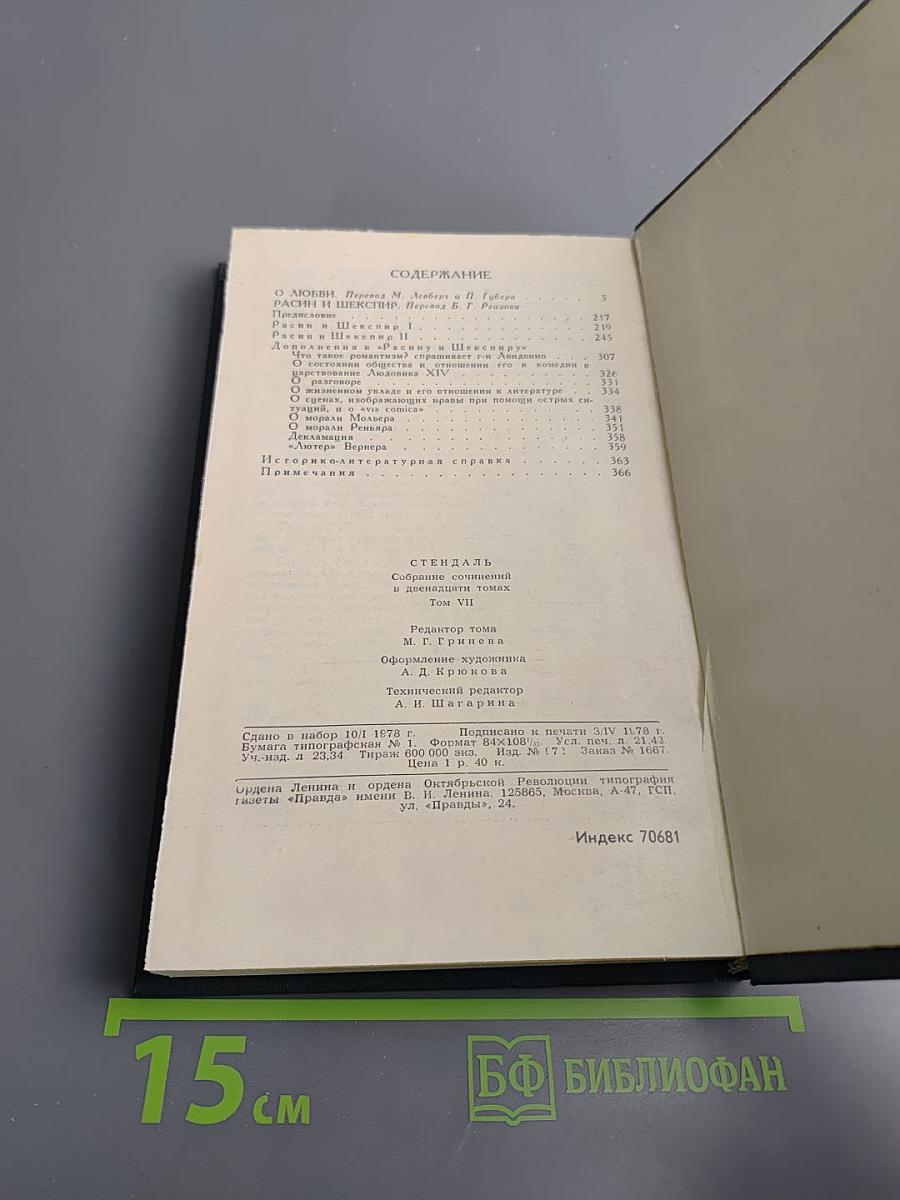 СОДЕРЖАНИЕ
О ЛЮБВИ. Перевод М. Левберг и П. Губера . . . . . 5
РАСИН И ШЕКСПИР. Перевод Б. Г. Реизова
Предисловие . . . . . . . . . . . . . . . . 217
Расин и Шекспир I . . . . . . . . . . . . 219
Расин и Шекспир II . . . . . . . . . . . . 245
Дополнения к «Расину и Шекспиру»
Что такое романтизм? спрашивает г-н Лондонио . . . 307
О состоянии общества в отношении его к комедии в
царствование Людовика XIV . . . . . . . . . 326
О разговоре . . . . . . . . . . . . . . 331
О жизненном укладе и его отношении к литературе . . 334
О сценах, изображающих нравы при помощи острых си-
туаций, и о «vis comica» . . . . . . . . . . 338
О морали Мольера . . . . . . . . . . . . 341
О морали Реньяра . . . . . . . . . . . . 351
Декламация . . . . . . . . . . . . . . 358
«Лютер» Вернера . . . . . . . . . . . . 359
Историко-литературная справка . . . . . . 363
Примечания . . . . . . . . . . . . . . . 366
СТЕНДАЛЬ
Собрание сочинений
в двенадцати томах
Том VII
Редактор тома
М. Г. Гринева
Оформление художника
А. Д. Крюкова
Технический редактор
А. И. Шагарина
Сдано в набор 10/I 1978 г. Подписано к печати 3/IV 1978 г.
Бумага типографская № 1. Формат 84×108¹/₃₂. Усл. печ. л. 21,42.
Уч.-изд. л. 23,34. Тираж 600 000 экз. Изд. № Заказ № 1667.
Цена 1 р. 40 к.
Ордена Ленина и ордена Октябрьской Революции типография
газеты «Правда» имени В. И. Ленина. 125865, Москва, А-47, ГСП,
ул. «Правды», 24.
Индекс 70681
15 см
БФ БИБЛИОФАН